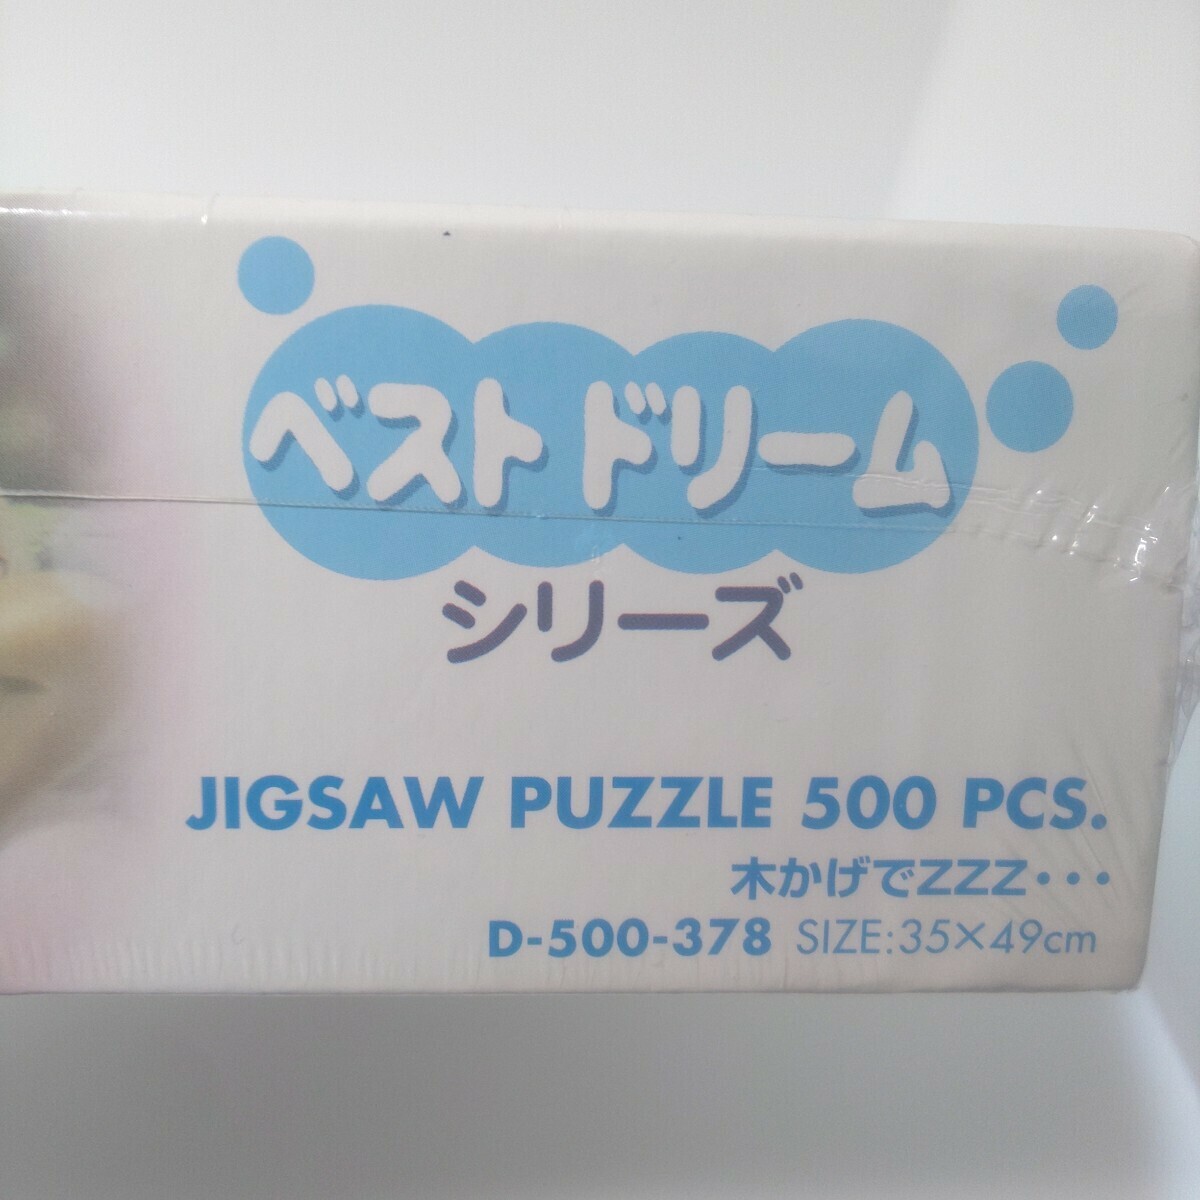 ベスト ドリーム
シリーズ
JIGSAW PUZZLE 500 PCS.
木かげでZZZ・・・
D-500-378 SIZE:35×49cm